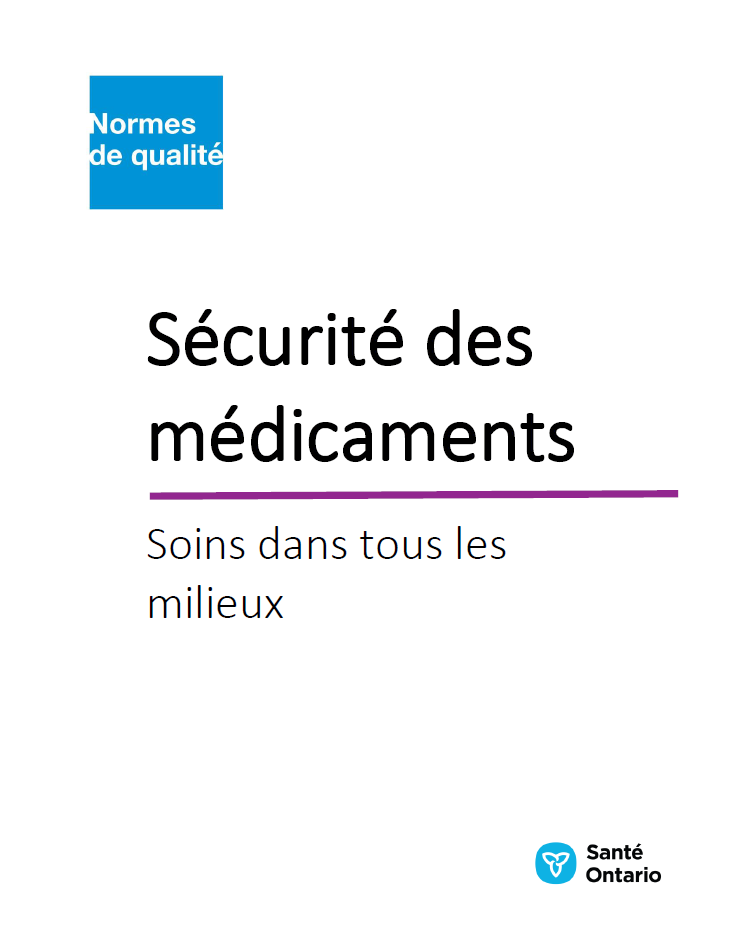 Normes
de qualité
Sécurité des
médicaments
Soins dans tous les
milieux
Santé
Ontario